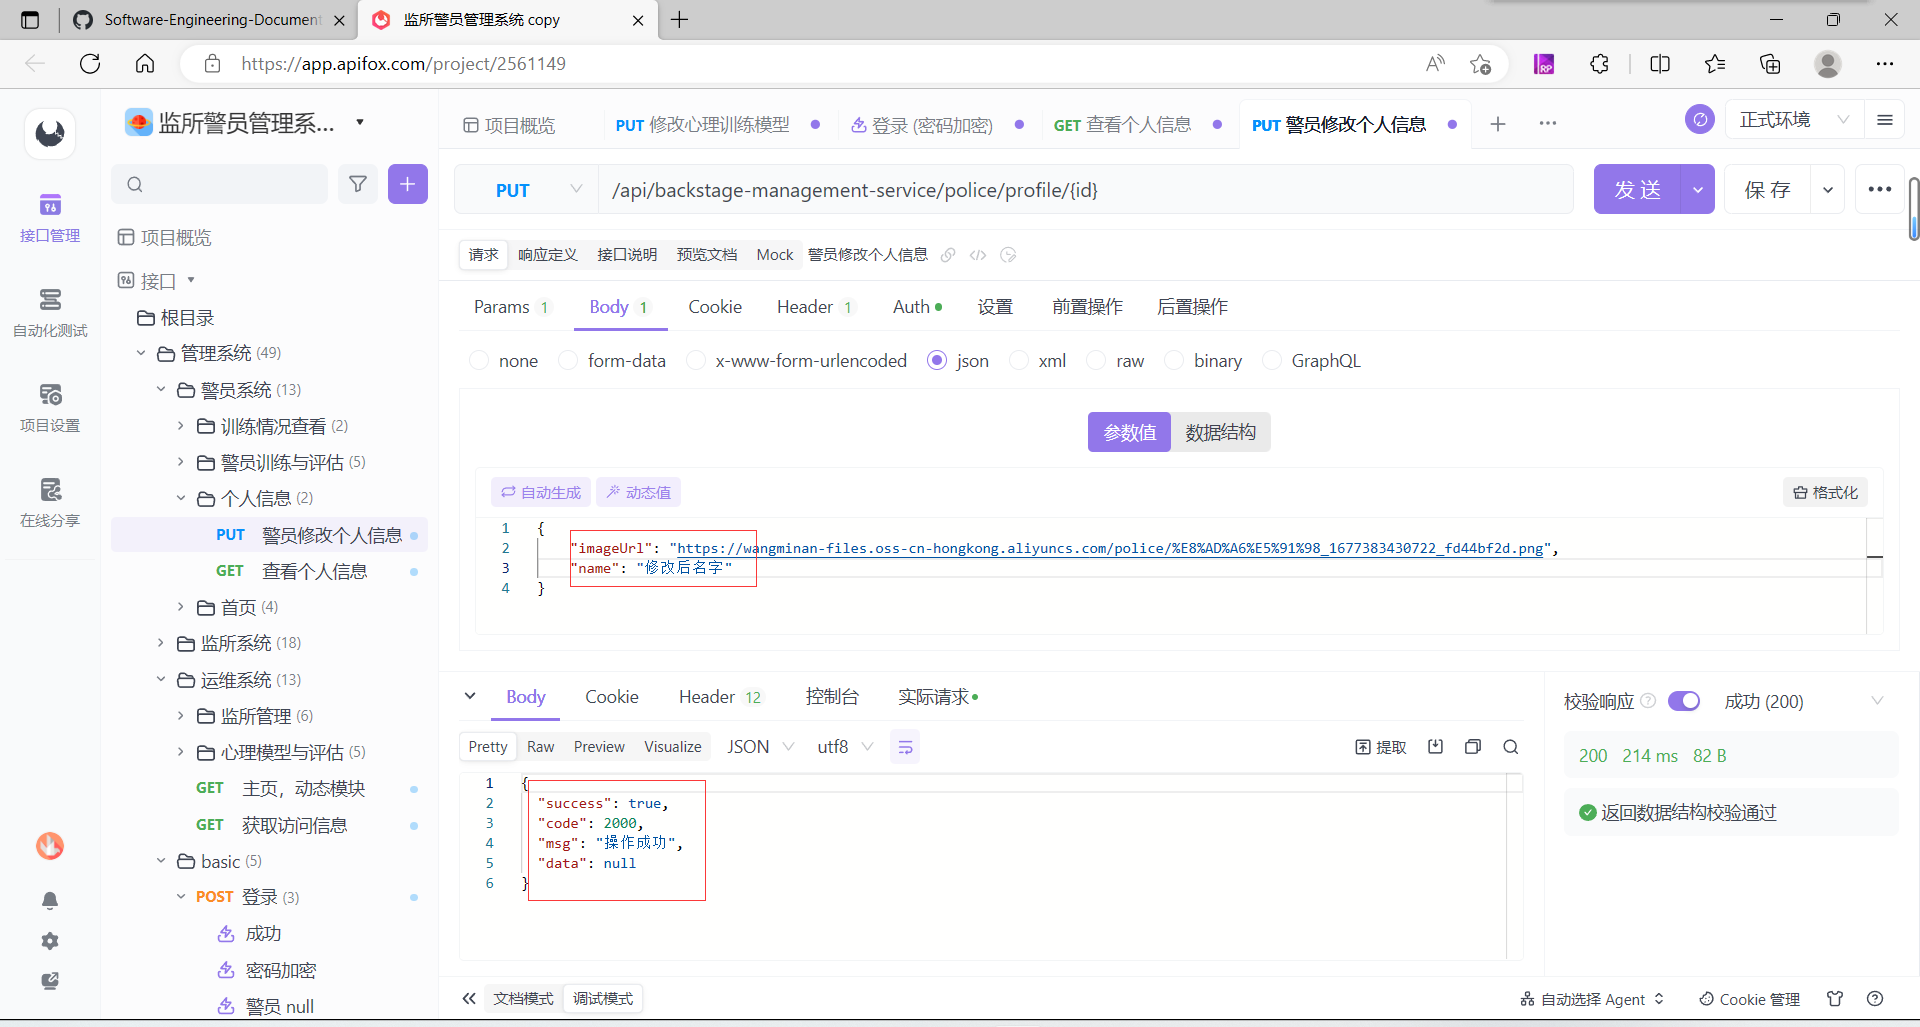 Software-Engineering-Document
监所警员管理系统 copy
https://app.apifox.com/project/2561149
监所警员管理系...
项目概览
PUT 修改心理训练模型
登录 (密码加密)
GET 查看个人信息
PUT 警员修改个人信息
正式环境
接口管理
自动化测试
项目设置
在线分享
项目概览
接口
根目录
管理系统 (49)
警员系统 (13)
训练情况查看 (2)
警员训练与评估 (5)
个人信息 (2)
PUT 警员修改个人信息
GET 查看个人信息
首页 (4)
监所系统 (18)
运维系统 (13)
监所管理 (6)
心理模型与评估 (5)
GET 主页，动态模块
GET 获取访问信息
basic (5)
POST 登录 (3)
成功
密码加密
警员 null
PUT
/api/backstage-management-service/police/profile/{id}
发 送
保 存
请求
响应定义
接口说明
预览文档
Mock
警员修改个人信息
Params 1
Body 1
Cookie
Header 1
Auth
设置
前置操作
后置操作
none
form-data
x-www-form-urlencoded
json
xml
raw
binary
GraphQL
参数值
数据结构
自动生成
动态值
格式化
1 {
2 "imageUrl": "https://wangminan-files.oss-cn-hongkong.aliyuncs.com/police/%E8%AD%A6%E5%91%98_1677383430722_fd44bf2d.png",
3 "name": "修改后名字"
4 }
Body
Cookie
Header 12
控制台
实际请求
Pretty
Raw
Preview
Visualize
JSON
utf8
提取
1 {
2 "success": true,
3 "code": 2000,
4 "msg": "操作成功",
5 "data": null
6 }
校验响应
成功 (200)
200 214 ms 82 B
返回数据结构校验通过
文档模式
调试模式
自动选择 Agent
Cookie 管理